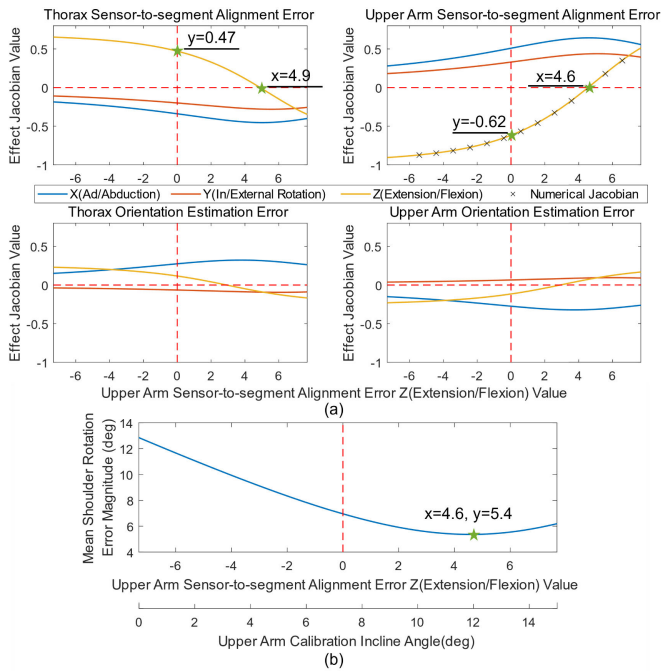 Thorax Sensor-to-segment Alignment Error
Upper Arm Sensor-to-segment Alignment Error
Effect Jacobian Value
0.5
0
-0.5
-1
y=0.47
x=4.9
-6 -4 -2 0 2 4 6
Effect Jacobian Value
0.5
0
-0.5
-1
x=4.6
y=-0.62
-6 -4 -2 0 2 4 6
X(Ad/Abduction) Y(In/External Rotation) Z(Extension/Flexion) Numerical Jacobian
Thorax Orientation Estimation Error
Upper Arm Orientation Estimation Error
Effect Jacobian Value
0.5
0
-0.5
-1
-6 -4 -2 0 2 4 6
Effect Jacobian Value
0.5
0
-0.5
-1
-6 -4 -2 0 2 4 6
Upper Arm Sensor-to-segment Alignment Error Z(Extension/Flexion) Value
(a)
Mean Shoulder Rotation
Error Magnitude (deg)
14
12
10
8
6
4
x=4.6, y=5.4
-6 -4 -2 0 2 4 6
Upper Arm Sensor-to-segment Alignment Error Z(Extension/Flexion) Value
0 2 4 6 8 10 12 14
Upper Arm Calibration Incline Angle(deg)
(b)